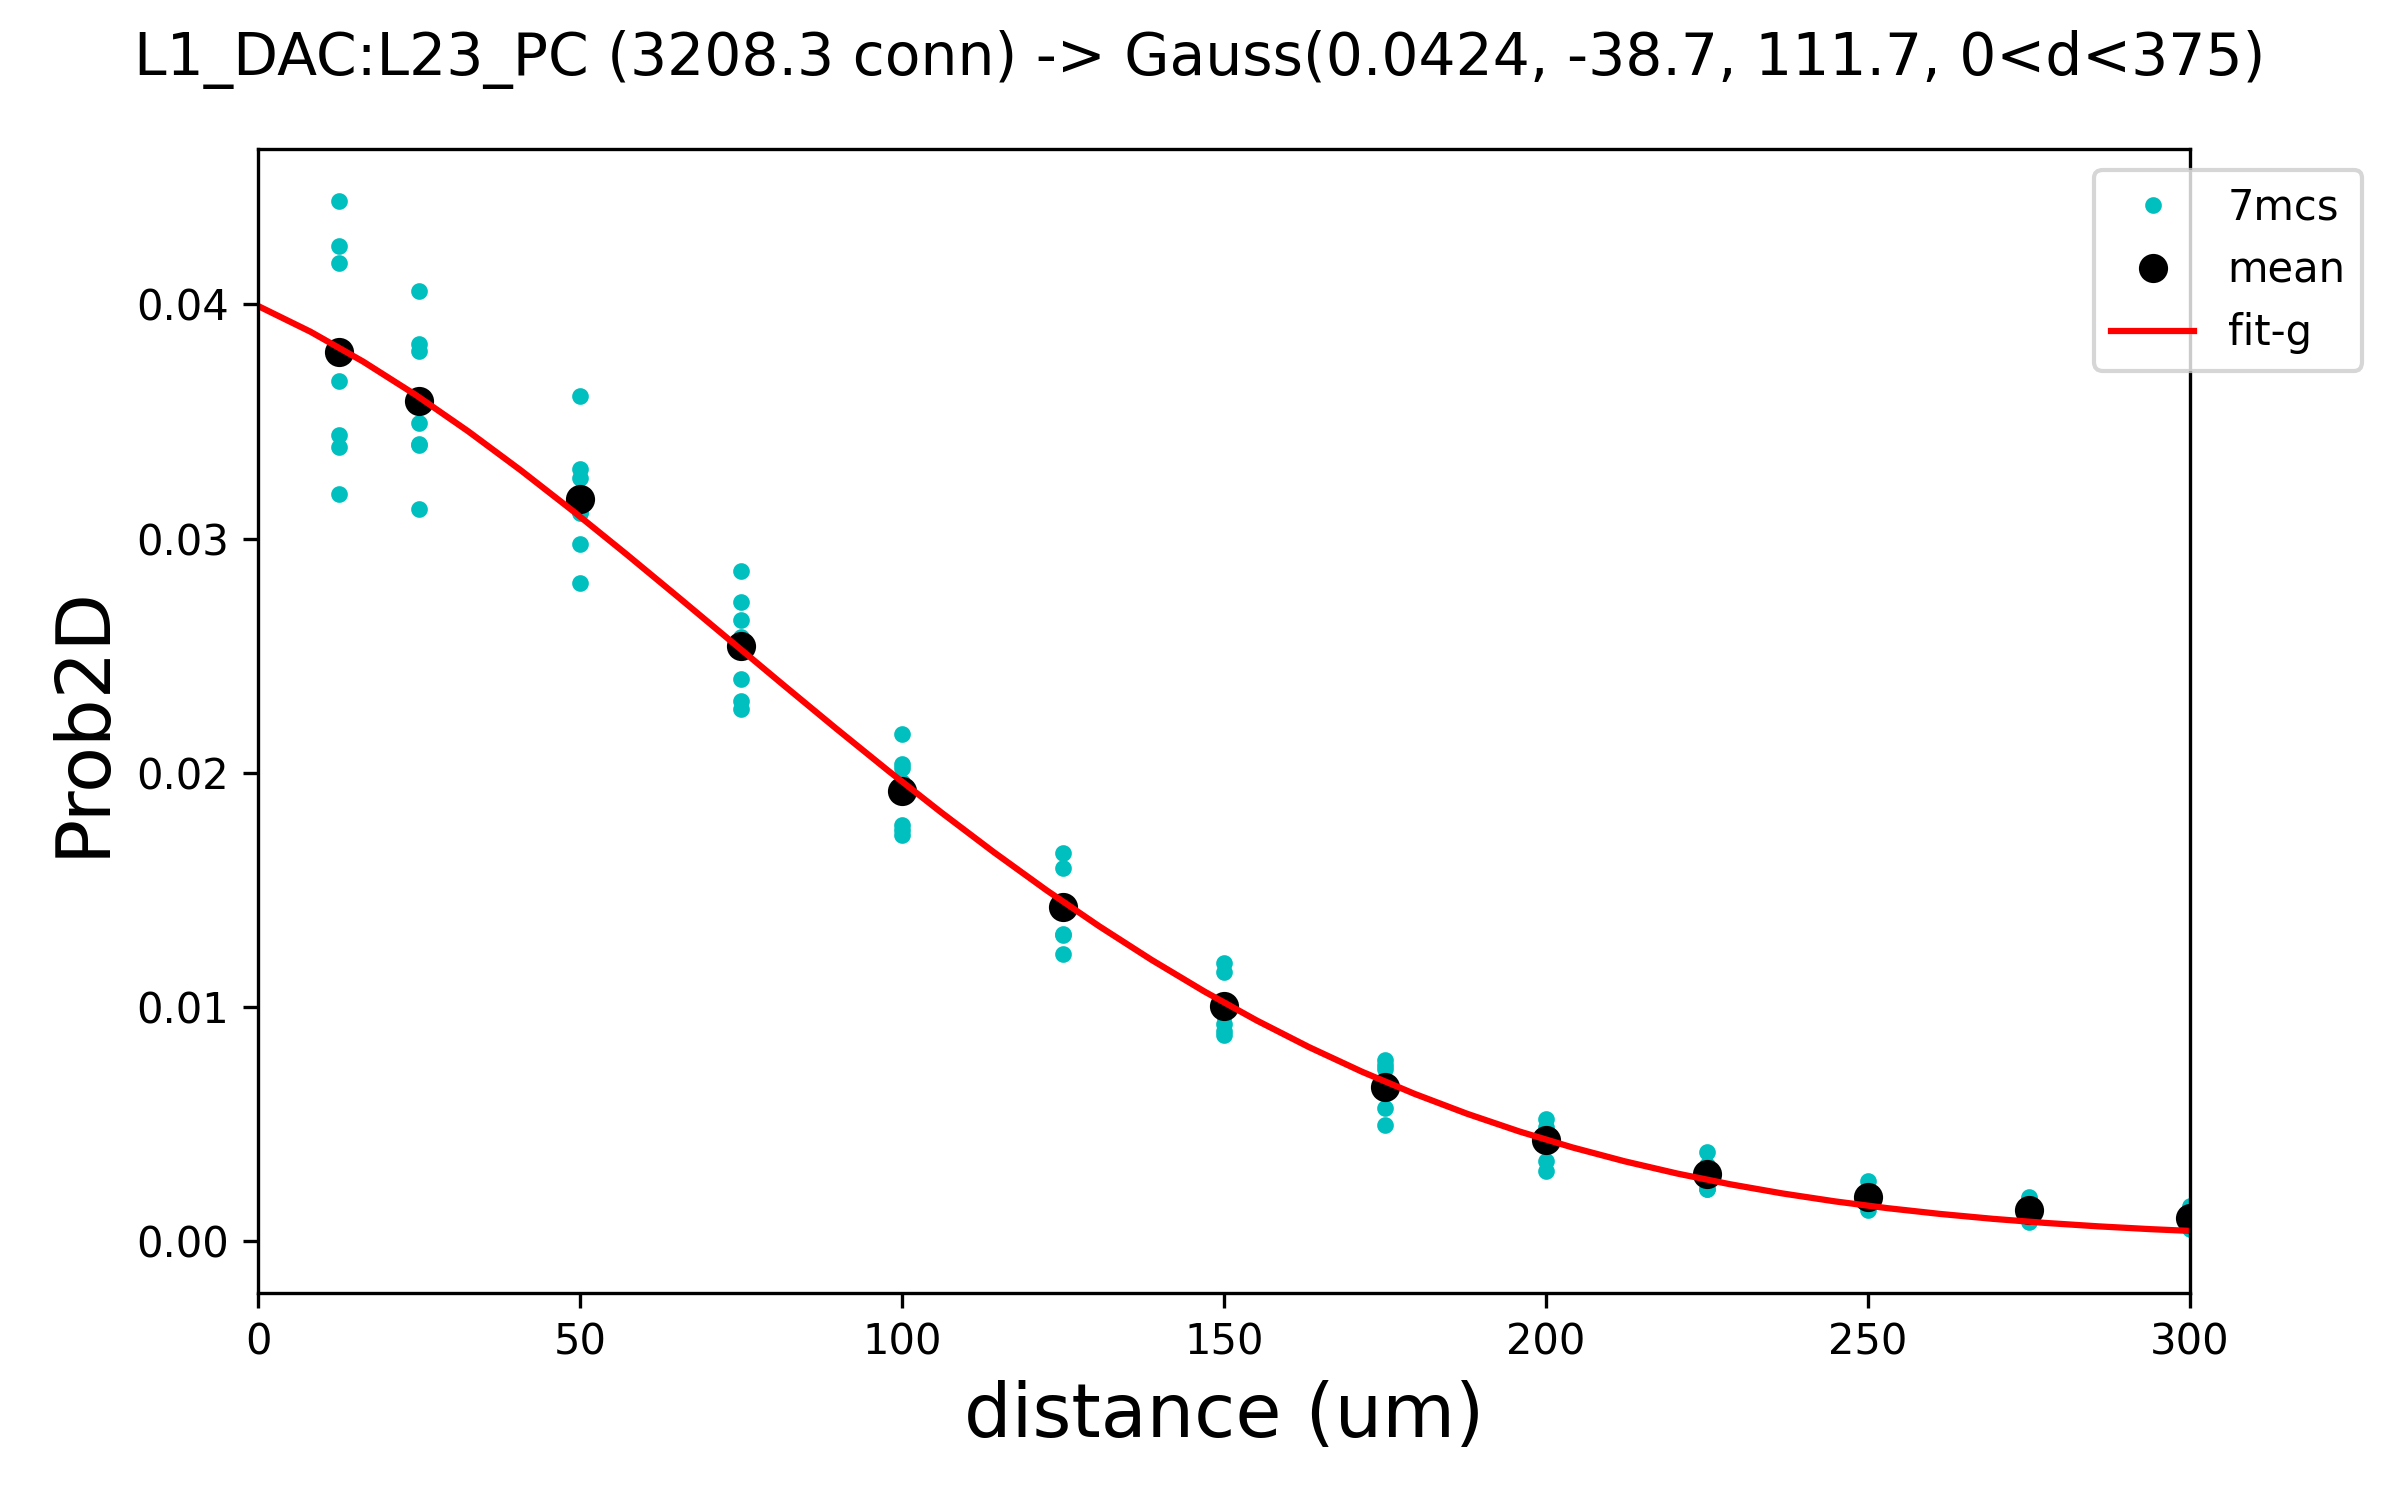 L1_DAC:L23_PC (3208.3 conn) -> Gauss(0.0424, -38.7, 111.7, 0<d<375)
7mcs
mean
fit-g
0.04
0.03
0.02
0.01
0.00
Prob2D
0 50 100 150 200 250 300
distance (um)